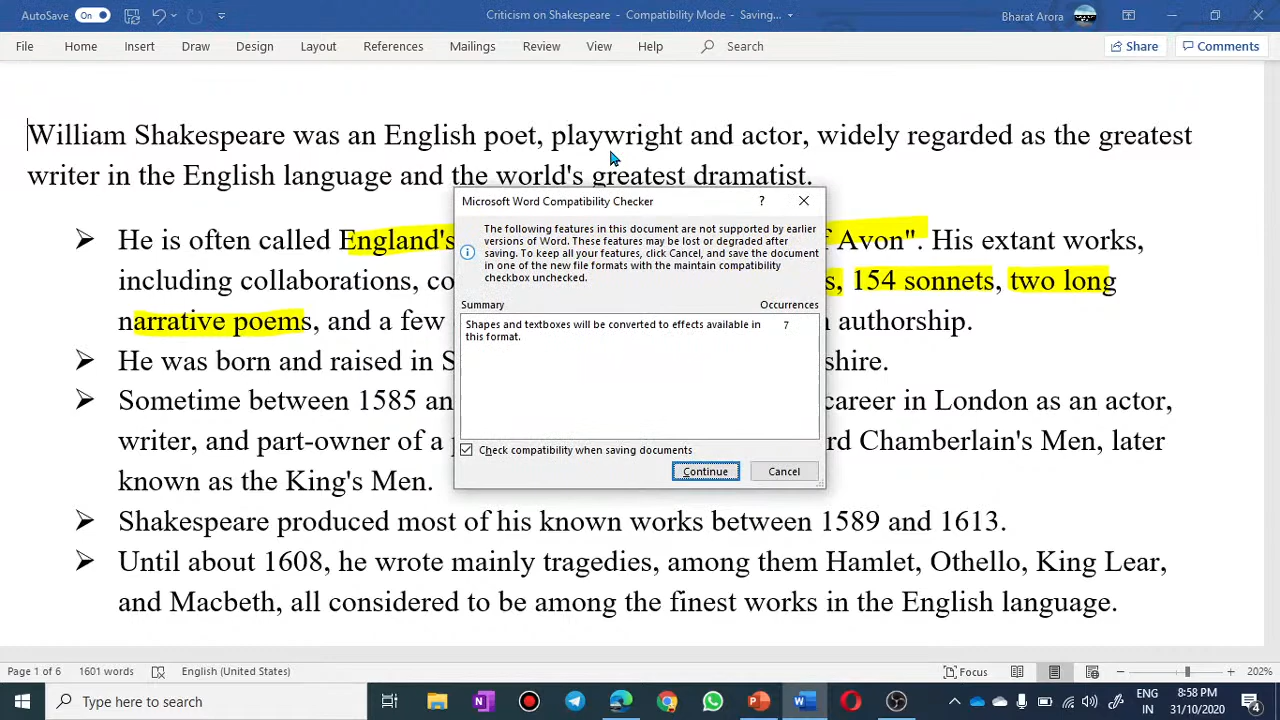 AutoSave On
Criticism on Shakespeare - Compatibility Mode - Saving...
Bharat Arora
File Home Insert Draw Design Layout References Mailings Review View Help Search Share Comments
William Shakespeare was an English poet, playwright and actor, widely regarded as the greatest
writer in the English language and the world's greatest dramatist.
➢ He is often called England's
Avon". His extant works,
including collaborations,
154 sonnets, two long
narrative poems, and a few
authorship.
➢ He was born and raised in
➢ Sometime between 1585
career in London as an actor,
writer, and part-owner of a
Chamberlain's Men, later
known as the King's Men.
➢ Shakespeare produced most of his known works between 1589 and 1613.
➢ Until about 1608, he wrote mainly tragedies, among them Hamlet, Othello, King Lear,
and Macbeth, all considered to be among the finest works in the English language.
Microsoft Word Compatibility Checker ?
The following features in this document are not supported by earlier
versions of Word. These features may be lost or degraded after
saving. To keep all your features, click Cancel, and save the document
in one of the new file formats with the maintain compatibility
checkbox unchecked.
Summary Occurrences
Shapes and textboxes will be converted to effects available in 7
this format.
Check compatibility when saving documents
Continue Cancel
Page 1 of 6 1601 words English (United States) Focus 202%
Type here to search
ENG 8:58 PM
IN 31/10/2020 4